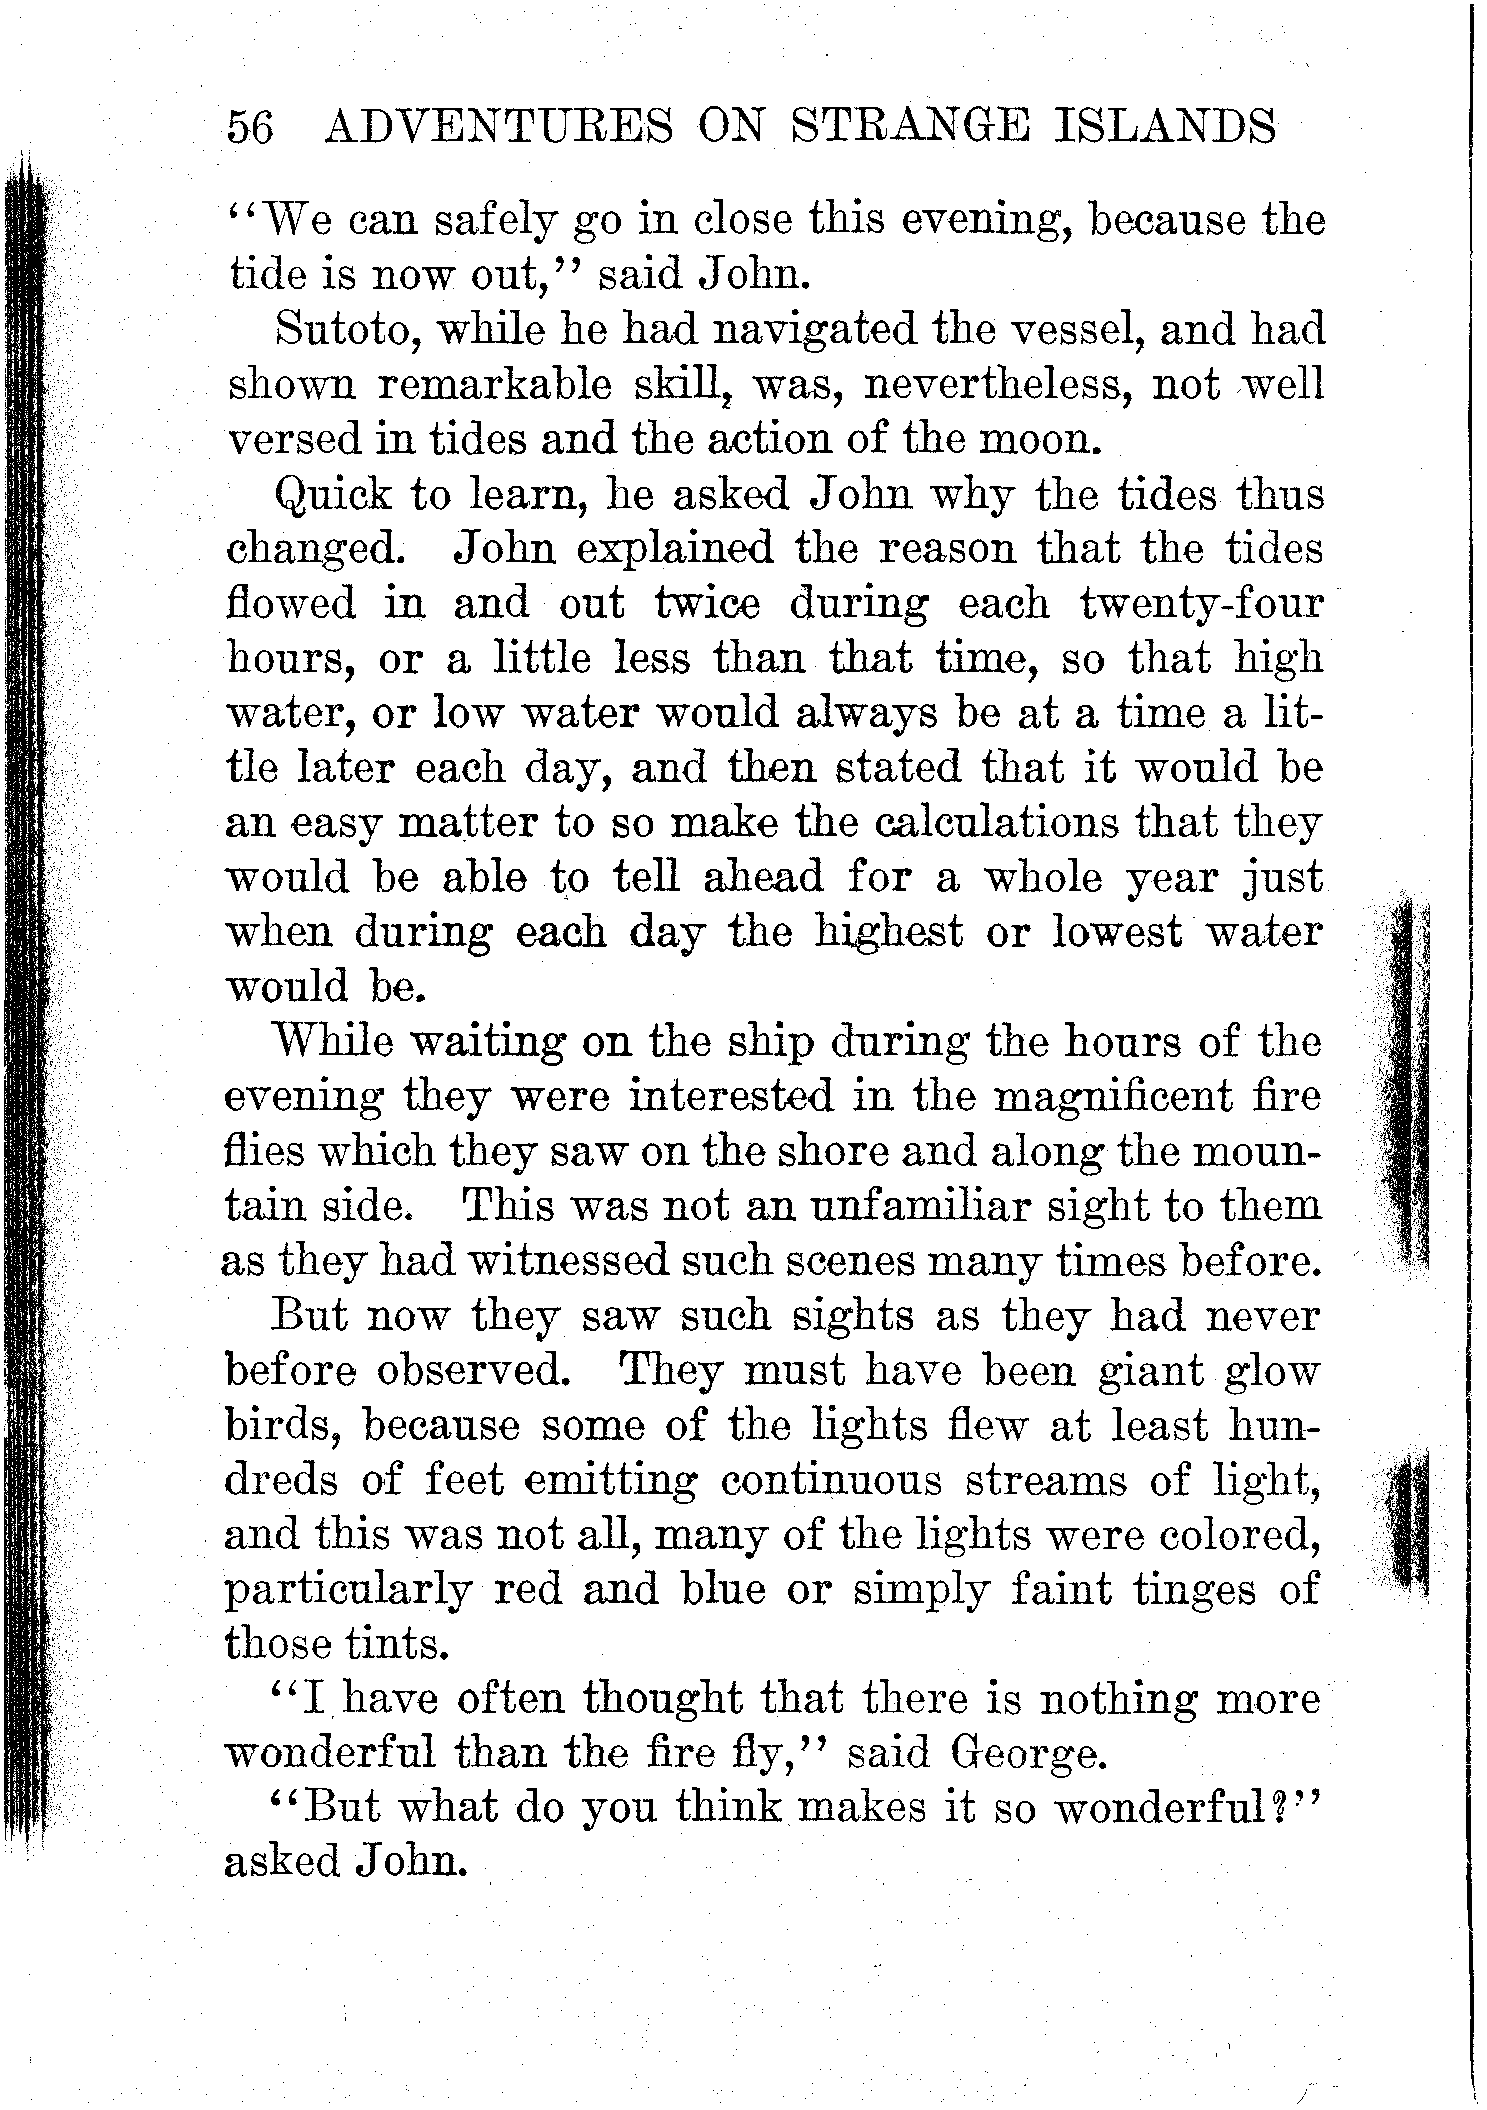 56 ADVENTURES ON STRANGE ISLANDS
"We can safely go in close this evening, because the
tide is now out," said John.
Sutoto, while he had navigated the vessel, and had
shown remarkable skill, was, nevertheless, not well
versed in tides and the action of the moon.
Quick to learn, he asked John why the tides thus
changed. John explained the reason that the tides
flowed in and out twice during each twenty-four
hours, or a little less than that time, so that high
water, or low water would always be at a time a lit-
tle later each day, and then stated that it would be
an easy matter to so make the calculations that they
would be able to tell ahead for a whole year just
when during each day the highest or lowest water
would be.
While waiting on the ship during the hours of the
evening they were interested in the magnificent fire
flies which they saw on the shore and along the moun-
tain side. This was not an unfamiliar sight to them
as they had witnessed such scenes many times before.
But now they saw such sights as they had never
before observed. They must have been giant glow
birds, because some of the lights flew at least hun-
dreds of feet emitting continuous streams of light,
and this was not all, many of the lights were colored,
particularly red and blue or simply faint tinges of
those tints.
"I have often thought that there is nothing more
wonderful than the fire fly," said George.
"But what do you think makes it so wonderful?"
asked John.